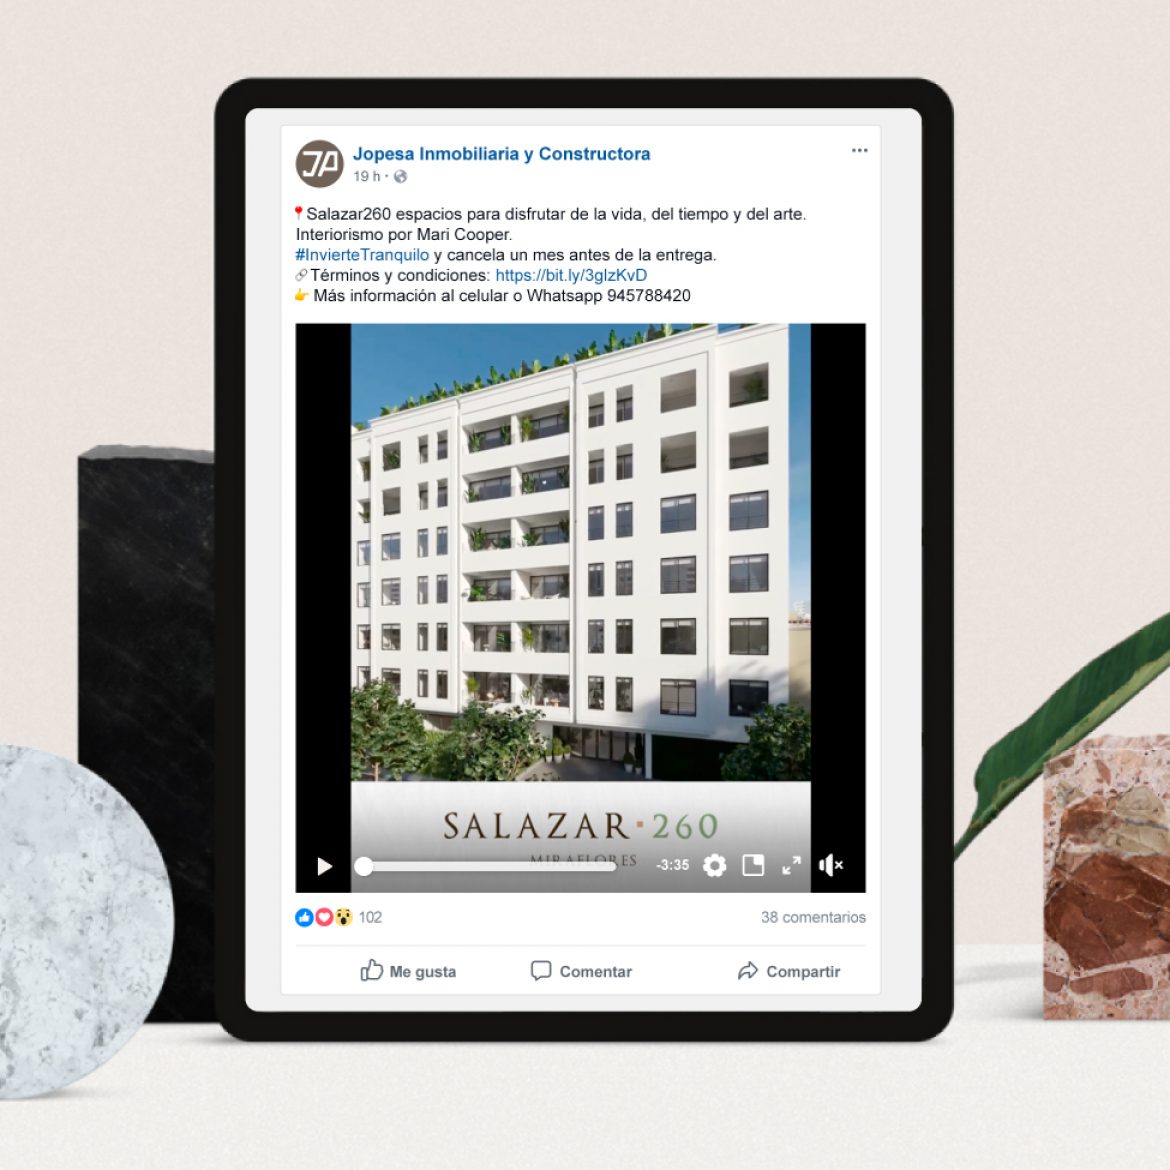 JP
Jopesa Inmobiliaria y Constructora
19 h ·
Salazar260 espacios para disfrutar de la vida, del tiempo y del arte.
Interiorismo por Mari Cooper.
#InvierteTranquilo y cancela un mes antes de la entrega.
Términos y condiciones: https://bit.ly/3glzKvD
Más información al celular o Whatsapp 945788420
SALAZAR · 260
MIRAFLORES
-3:35
102
38 comentarios
Me gusta
Comentar
Compartir